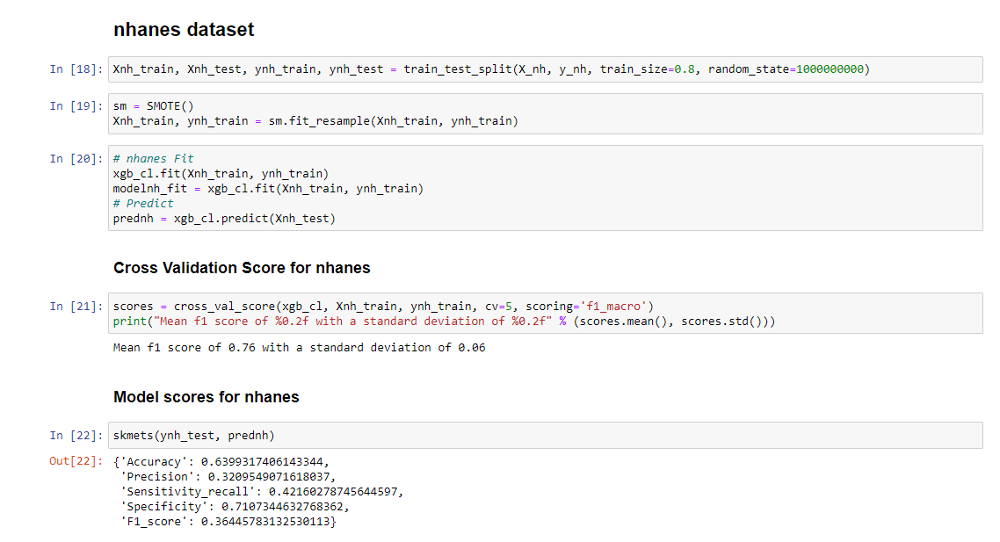 nhanes dataset
In [18]: Xnh_train, Xnh_test, ynh_train, ynh_test = train_test_split(X_nh, y_nh, train_size=0.8, random_state=1000000000)
In [19]: sm = SMOTE()
Xnh_train, ynh_train = sm.fit_resample(Xnh_train, ynh_train)
In [20]: # nhanes Fit
xgb_cl.fit(Xnh_train, ynh_train)
modelnh_fit = xgb_cl.fit(Xnh_train, ynh_train)
# Predict
prednh = xgb_cl.predict(Xnh_test)
Cross Validation Score for nhanes
In [21]: scores = cross_val_score(xgb_cl, Xnh_train, ynh_train, cv=5, scoring='f1_macro')
print("Mean f1 score of %0.2f with a standard deviation of %0.2f" % (scores.mean(), scores.std()))
Mean f1 score of 0.76 with a standard deviation of 0.06
Model scores for nhanes
In [22]: skmets(ynh_test, prednh)
Out[22]: {'Accuracy': 0.6399317406143344,
'Precision': 0.3209549071618037,
'Sensitivity_recall': 0.42160278745644597,
'Specificity': 0.7107344632768362,
'F1_score': 0.36445783132530113}